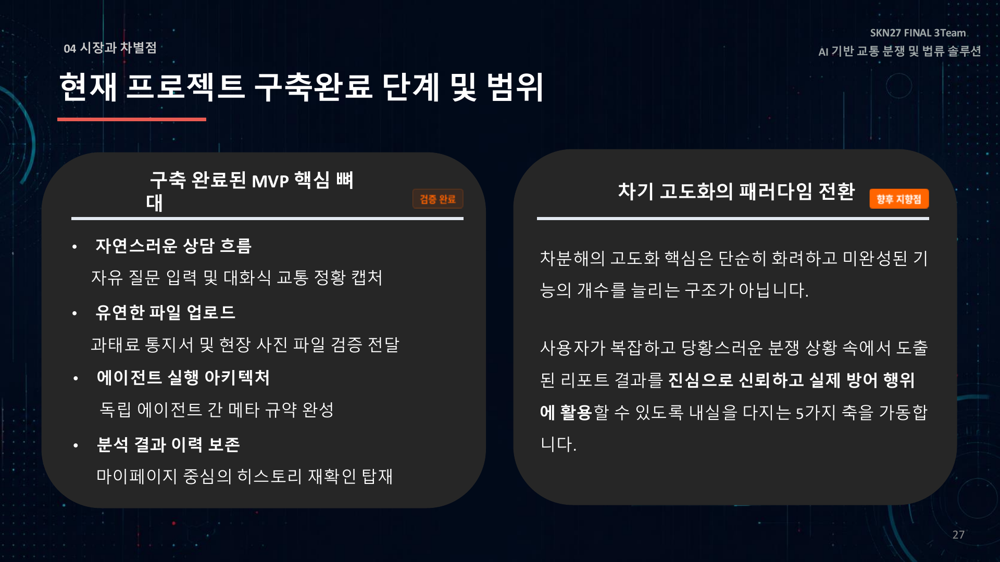 04 시장과 차별점
SKN27 FINAL 3Team
AI 기반 교통 분쟁 및 법류 솔루션
현재 프로젝트 구축완료 단계 및 범위
구축 완료된 MVP 핵심 뼈
대
검증 완료
• 자연스러운 상담 흐름
자유 질문 입력 및 대화식 교통 정황 캡처
• 유연한 파일 업로드
과태료 통지서 및 현장 사진 파일 검증 전달
• 에이전트 실행 아키텍처
독립 에이전트 간 메타 규약 완성
• 분석 결과 이력 보존
마이페이지 중심의 히스토리 재확인 탑재
차기 고도화의 패러다임 전환
향후 지향점
차분해의 고도화 핵심은 단순히 화려하고 미완성된 기
능의 개수를 늘리는 구조가 아닙니다.
사용자가 복잡하고 당황스러운 분쟁 상황 속에서 도출
된 리포트 결과를 진심으로 신뢰하고 실제 방어 행위
에 활용할 수 있도록 내실을 다지는 5가지 축을 가동합
니다.
27